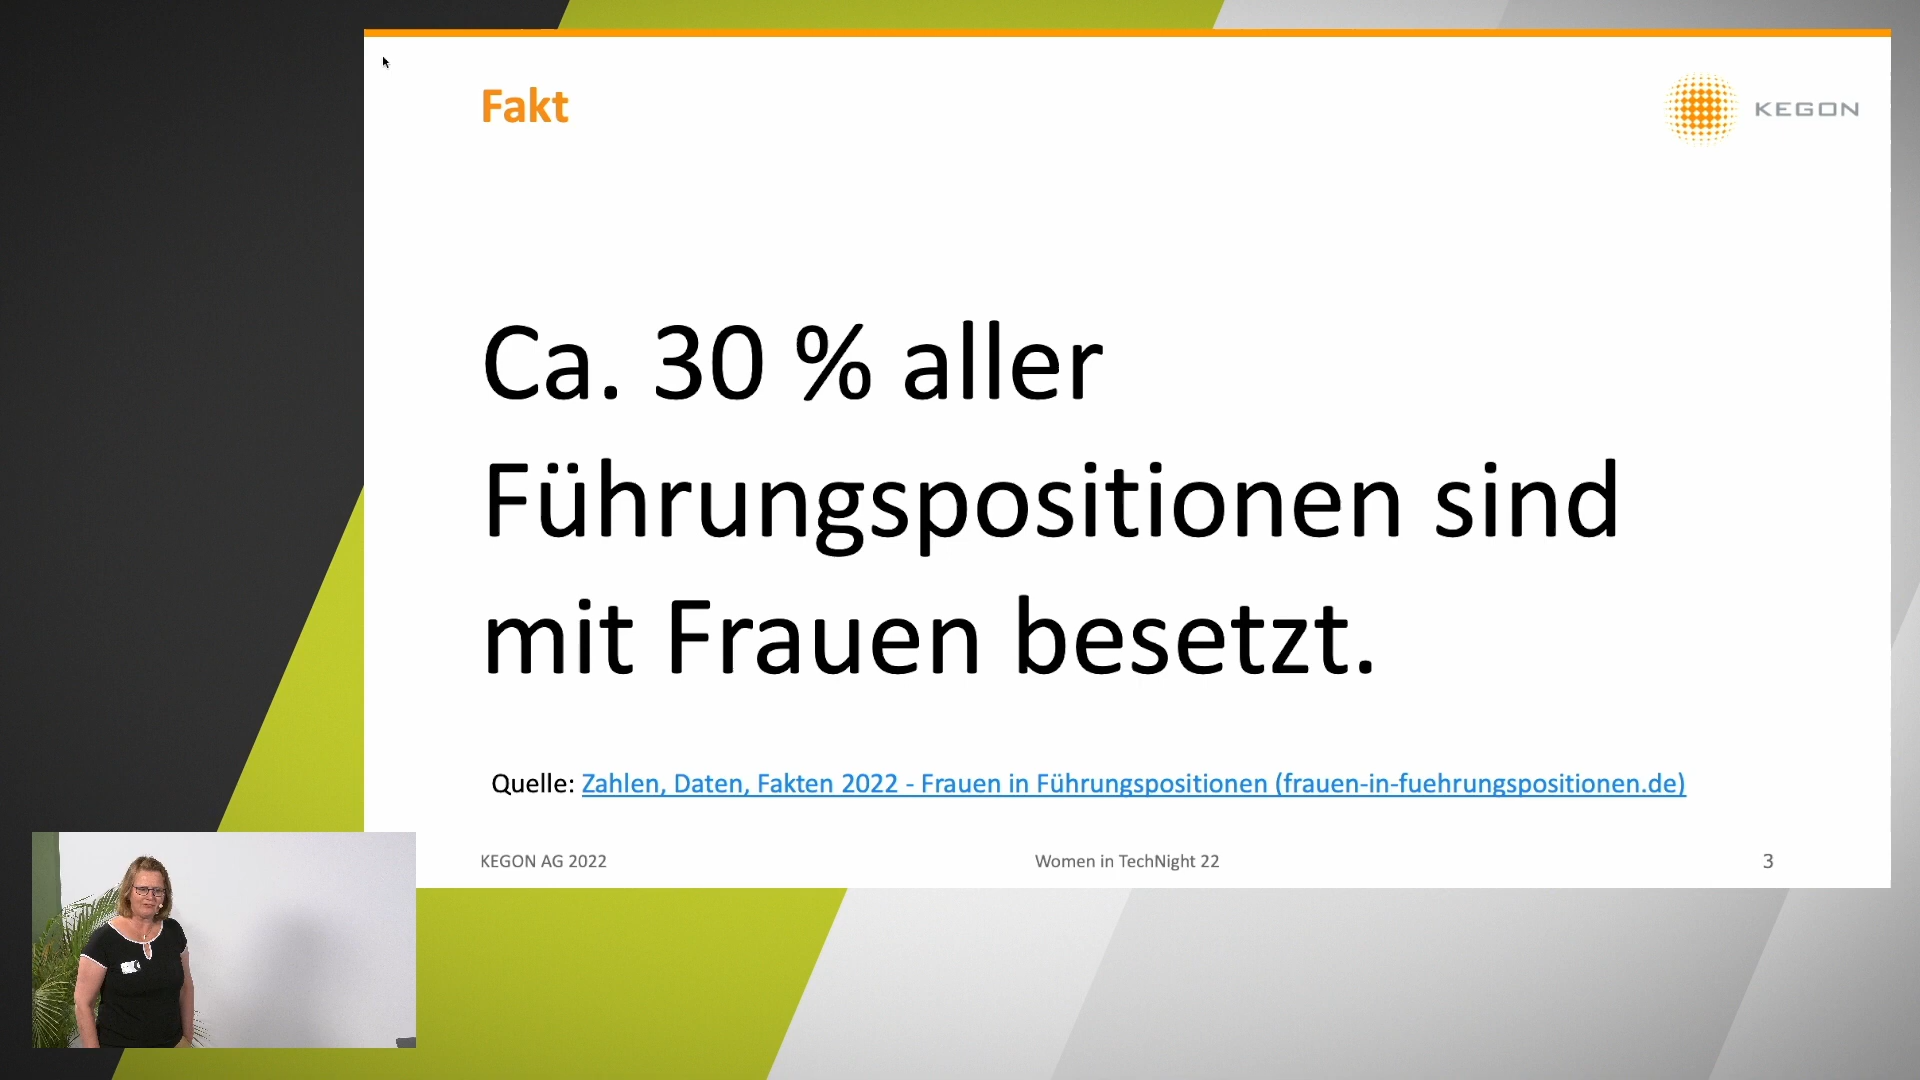 Fakt
KEGON
Ca. 30 % aller
Führungspositionen sind
mit Frauen besetzt.
Quelle: Zahlen, Daten, Fakten 2022 - Frauen in Führungspositionen (frauen-in-fuehrungspositionen.de)
KEGON AG 2022
Women in TechNight 22
3